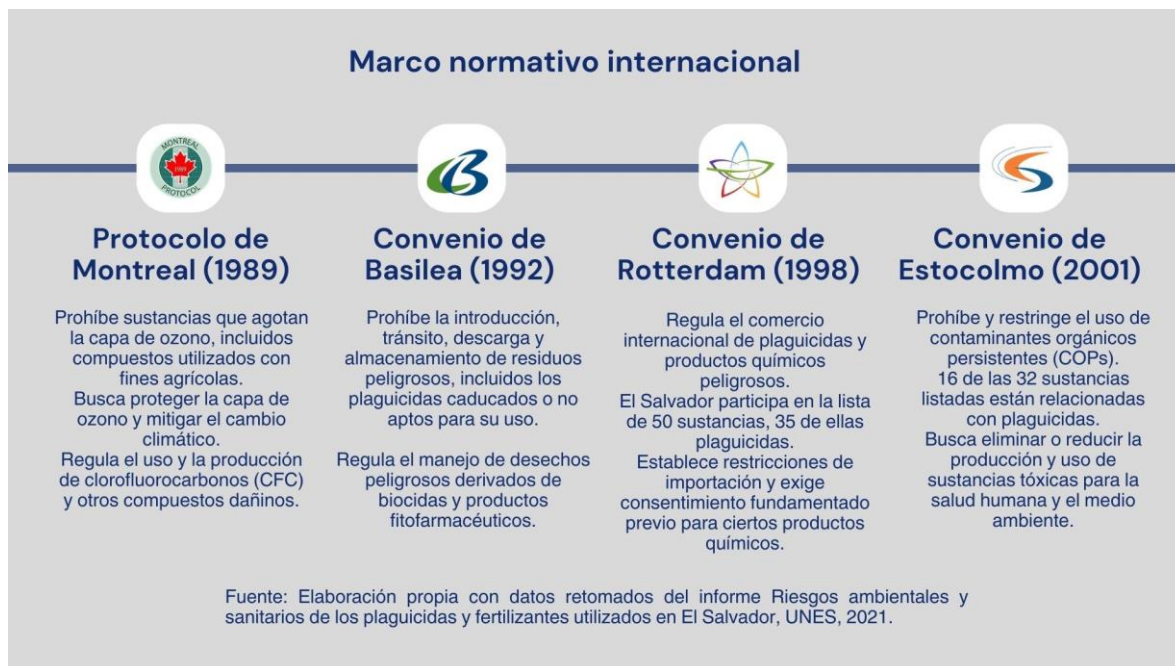 Marco normativo internacional
MONTREAL
1989
PROTOCOL
Protocolo de
Montreal (1989)
Prohíbe sustancias que agotan
la capa de ozono, incluidos
compuestos utilizados con
fines agrícolas.
Busca proteger la capa de
ozono y mitigar el cambio
climático.
Regula el uso y la producción
de clorofluorocarbonos (CFC)
y otros compuestos dañinos.
Convenio de
Basilea (1992)
Prohíbe la introducción,
tránsito, descarga y
almacenamiento de residuos
peligrosos, incluidos los
plaguicidas caducados o no
aptos para su uso.
Regula el manejo de desechos
peligrosos derivados de
biocidas y productos
fitofarmacéuticos.
Convenio de
Rotterdam (1998)
Regula el comercio
internacional de plaguicidas y
productos químicos
peligrosos.
El Salvador participa en la lista
de 50 sustancias, 35 de ellas
plaguicidas.
Establece restricciones de
importación y exige
consentimiento fundamentado
previo para ciertos productos
químicos.
Convenio de
Estocolmo (2001)
Prohíbe y restringe el uso de
contaminantes orgánicos
persistentes (COPs).
16 de las 32 sustancias
listadas están relacionadas
con plaguicidas.
Busca eliminar o reducir la
producción y uso de
sustancias tóxicas para la
salud humana y el medio
ambiente.
Fuente: Elaboración propia con datos retomados del informe Riesgos ambientales y
sanitarios de los plaguicidas y fertilizantes utilizados en El Salvador, UNES, 2021.